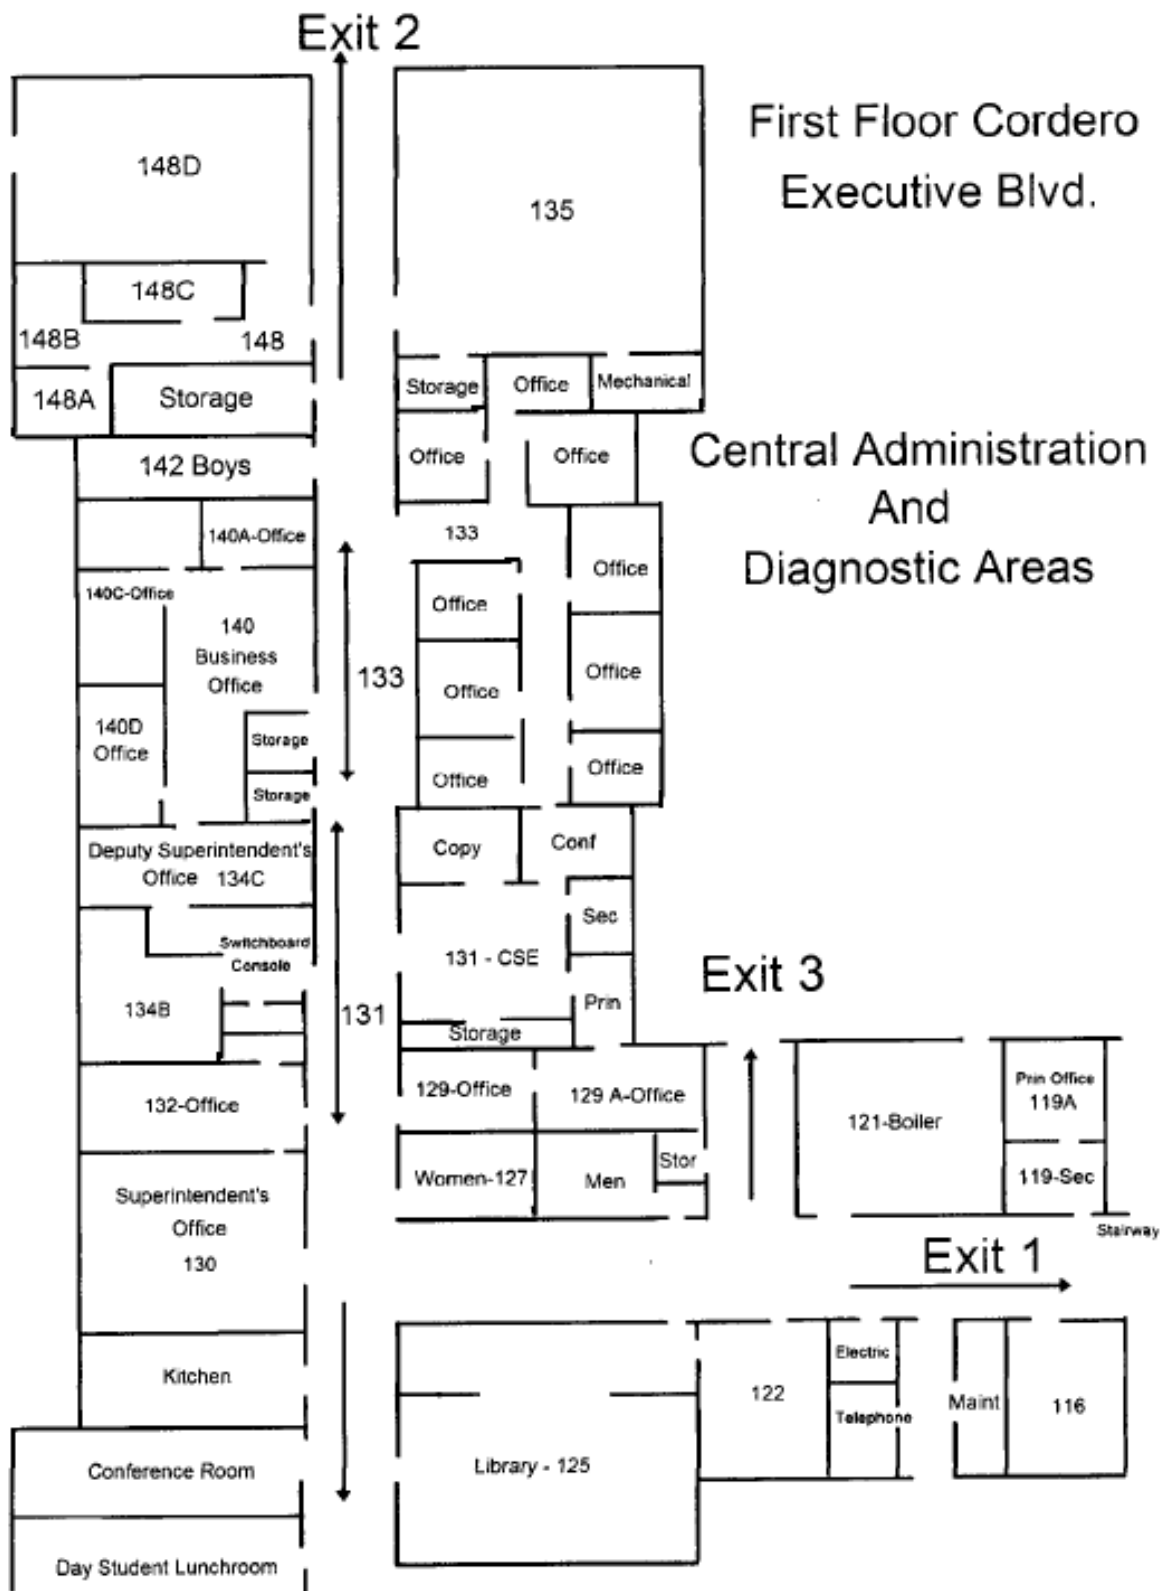 Exit 2
First Floor Cordero
Executive Blvd.
148D
135
148C
148B
148
148A
Storage
Storage
Office
Mechanical
Office
Office
Central Administration
And
Diagnostic Areas
142 Boys
140A-Office
133
Office
140C-Office
Office
140
Business
Office
133
Office
Office
140D
Office
Storage
Storage
Office
Office
Deputy Superintendent's
Office 134C
Copy
Conf
Sec
Switchboard
Console
131 - CSE
Exit 3
134B
131
Prin
Storage
132-Office
129-Office
129 A-Office
121-Boiler
Prin Office
119A
Women-127
Men
Stor
119-Sec
Stairway
Superintendent's
Office
130
Exit 1
Kitchen
Electric
122
Telephone
Maint
116
Conference Room
Library - 125
Day Student Lunchroom